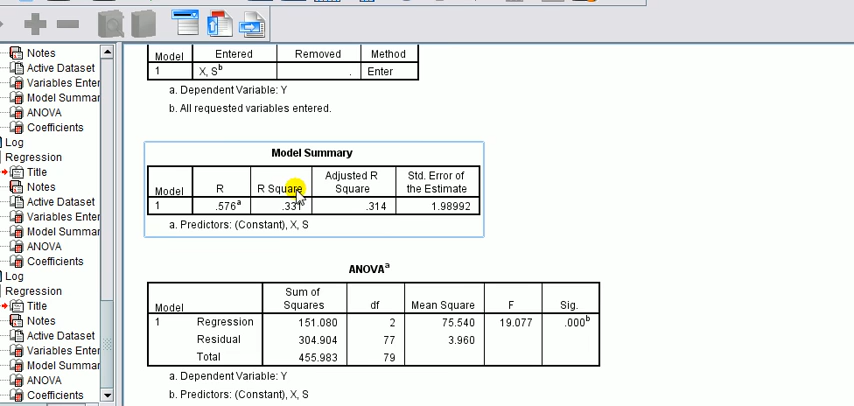 Notes
Active Dataset
Variables Enter
Model Summar
ANOVA
Coefficients
Log
Regression
Title
Notes
Active Dataset
Variables Enter
Model Summar
ANOVA
Coefficients
Log
Regression
Title
Notes
Active Dataset
Variables Enter
Model Summar
ANOVA
Coefficients
Model Entered Removed Method
1 X, Sb . Enter
a. Dependent Variable: Y
b. All requested variables entered.
Model Summary
Adjusted R Std. Error of
Model R R Square Square the Estimate
1 .576a .331 .314 1.98992
a. Predictors: (Constant), X, S
ANOVAa
Sum of
Model Squares df Mean Square F Sig.
1 Regression 151.080 2 75.540 19.077 .000b
Residual 304.904 77 3.960
Total 455.983 79
a. Dependent Variable: Y
b. Predictors: (Constant), X, S